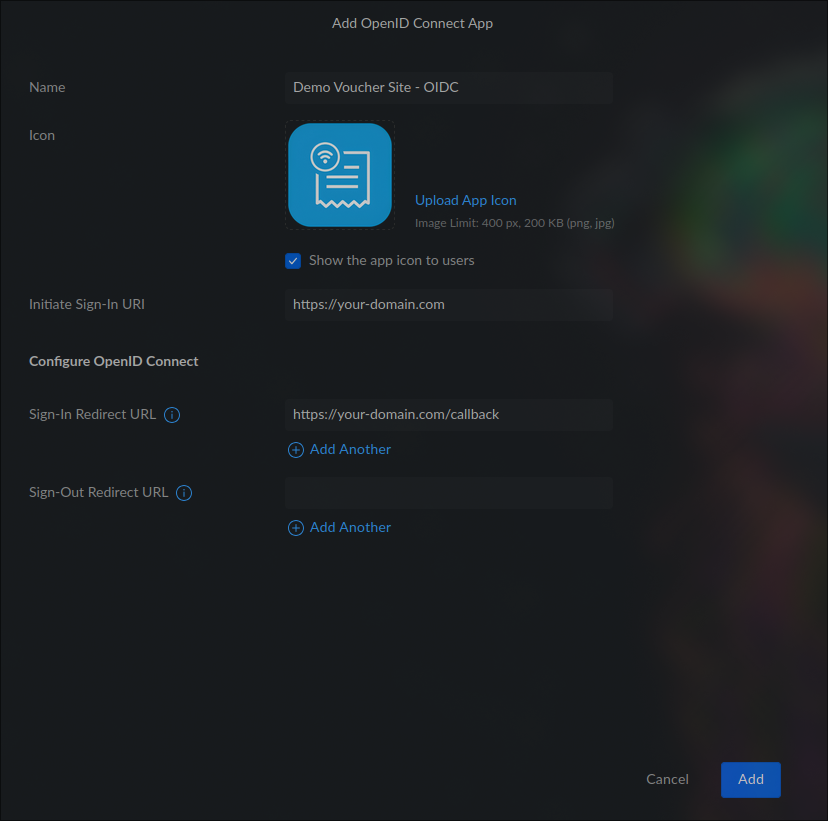 Add OpenID Connect App
Name
Demo Voucher Site - OIDC
Icon
Upload App Icon
Image Limit: 400 px, 200 KB (png, jpg)
Show the app icon to users
Initiate Sign-In URI
https://your-domain.com
Configure OpenID Connect
Sign-In Redirect URL
https://your-domain.com/callback
Add Another
Sign-Out Redirect URL
Add Another
Cancel
Add